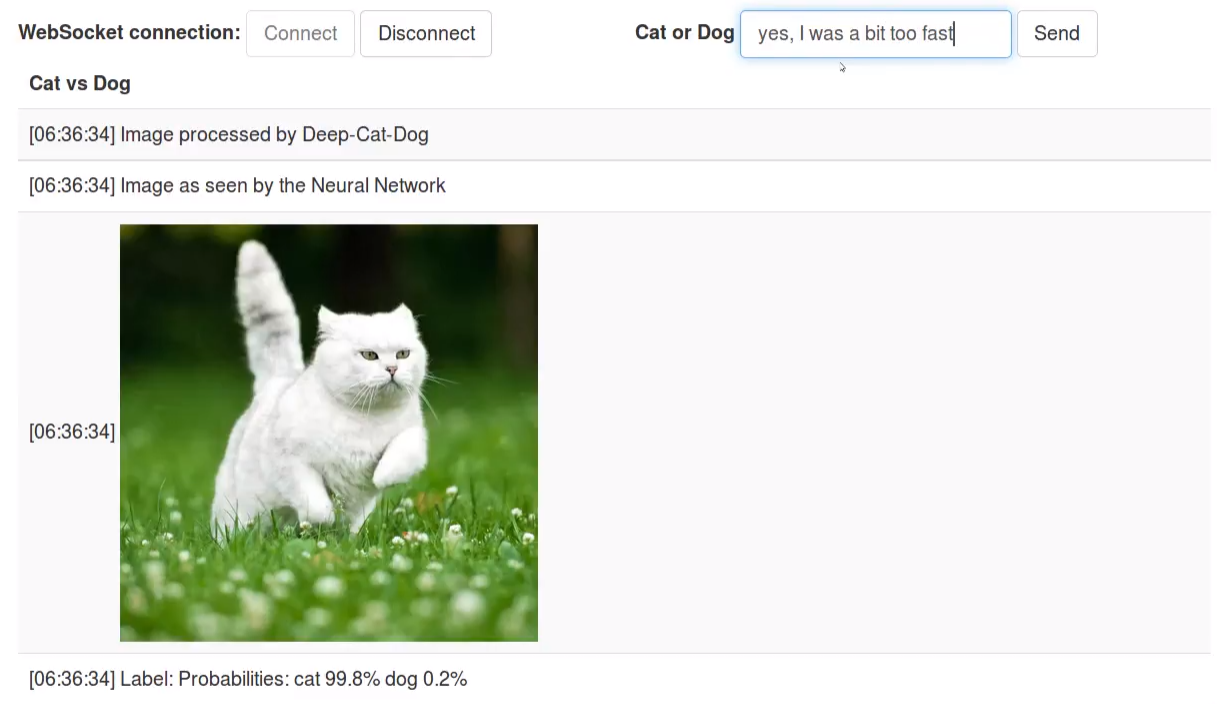 WebSocket connection: Connect Disconnect Cat or Dog yes, I was a bit too fast Send
Cat vs Dog
[06:36:34] Image processed by Deep-Cat-Dog
[06:36:34] Image as seen by the Neural Network
[06:36:34]
[06:36:34] Label: Probabilities: cat 99.8% dog 0.2%